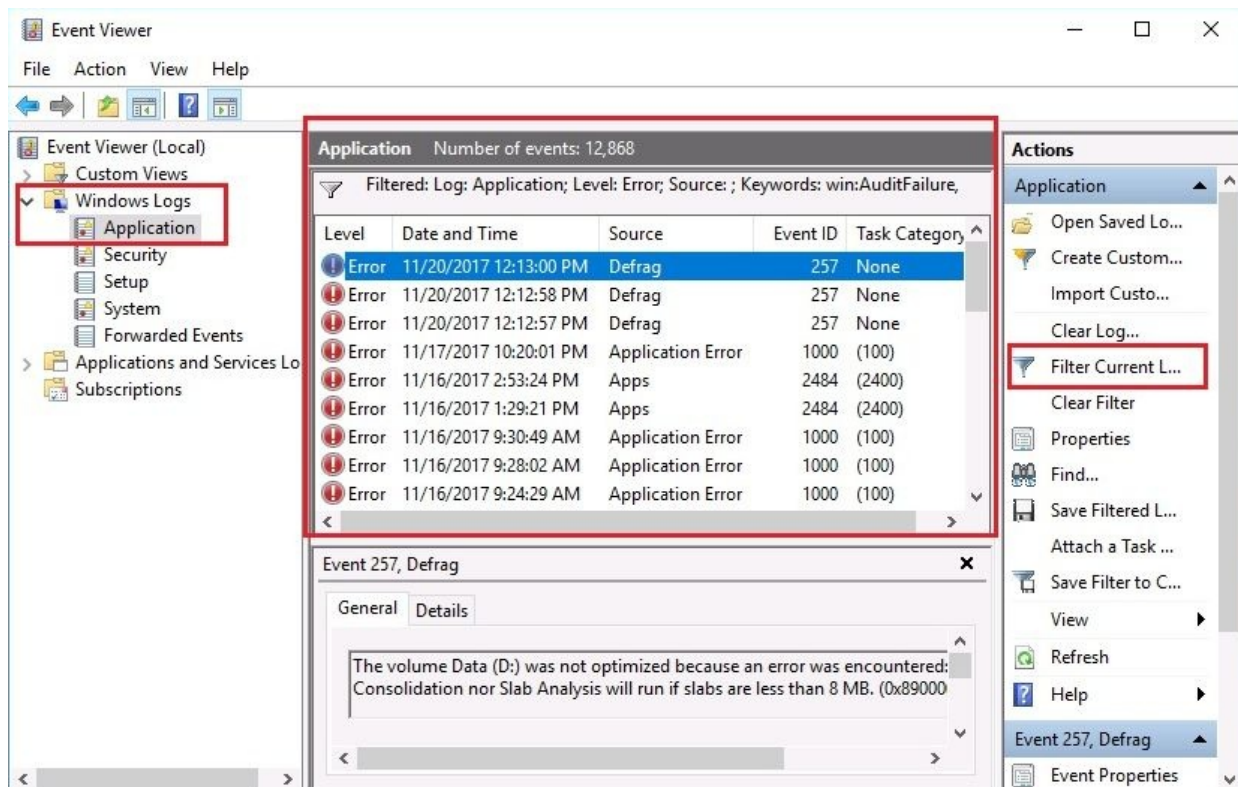 Event Viewer
File Action View Help
Event Viewer (Local)
Custom Views
Windows Logs
Application
Security
Setup
System
Forwarded Events
Applications and Services Lo
Subscriptions
Application Number of events: 12,868
Filtered: Log: Application; Level: Error; Source: ; Keywords: win:AuditFailure,
Level Date and Time Source Event ID Task Category
Error 11/20/2017 12:13:00 PM Defrag 257 None
Error 11/20/2017 12:12:58 PM Defrag 257 None
Error 11/20/2017 12:12:57 PM Defrag 257 None
Error 11/17/2017 10:20:01 PM Application Error 1000 (100)
Error 11/16/2017 2:53:24 PM Apps 2484 (2400)
Error 11/16/2017 1:29:21 PM Apps 2484 (2400)
Error 11/16/2017 9:30:49 AM Application Error 1000 (100)
Error 11/16/2017 9:28:02 AM Application Error 1000 (100)
Error 11/16/2017 9:24:29 AM Application Error 1000 (100)
Event 257, Defrag
General Details
The volume Data (D:) was not optimized because an error was encountered:
Consolidation nor Slab Analysis will run if slabs are less than 8 MB. (0x89000
Actions
Application
Open Saved Lo...
Create Custom...
Import Custo...
Clear Log...
Filter Current L...
Clear Filter
Properties
Find...
Save Filtered L...
Attach a Task ...
Save Filter to C...
View
Refresh
Help
Event 257, Defrag
Event Properties